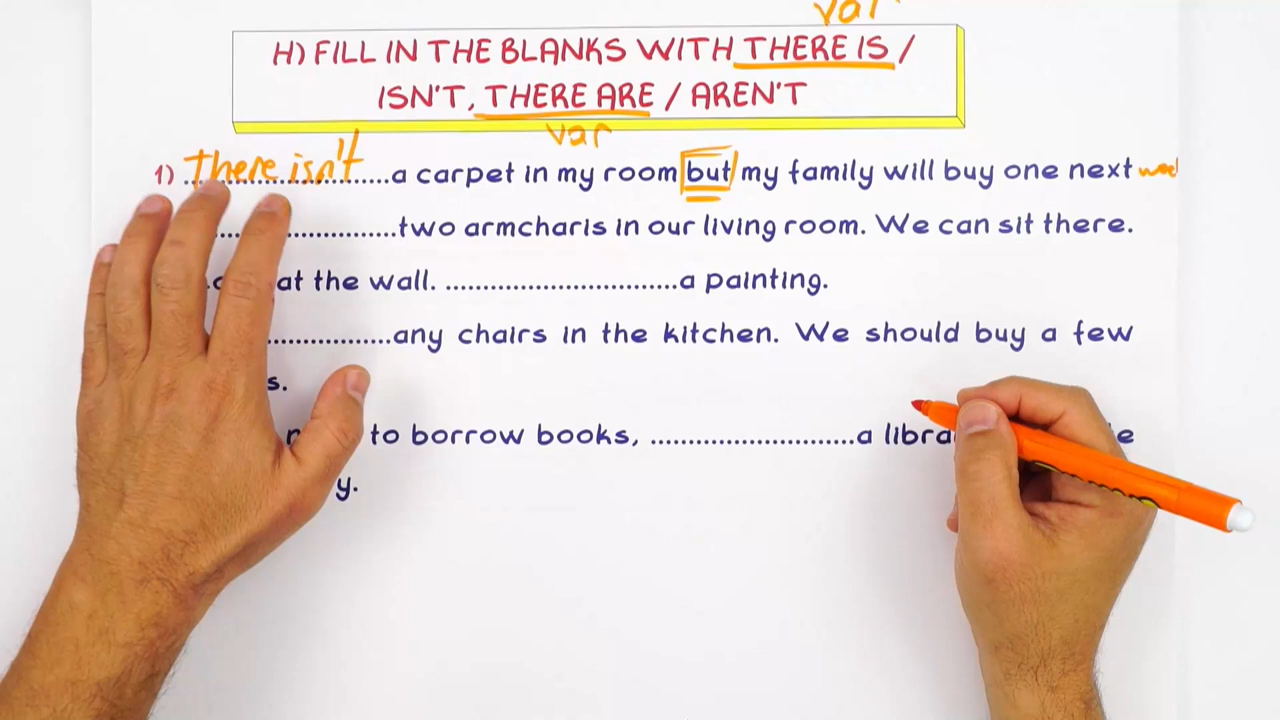 var
H) FILL IN THE BLANKS WITH THERE IS /
ISN'T, THERE ARE / AREN'T
var
1) There isn't a carpet in my room but my family will buy one next
....................two armcharis in our living room. We can sit there.
at the wall. ................................a painting.
..................any chairs in the kitchen. We should buy a few
s.
to borrow books, ............................a
y.